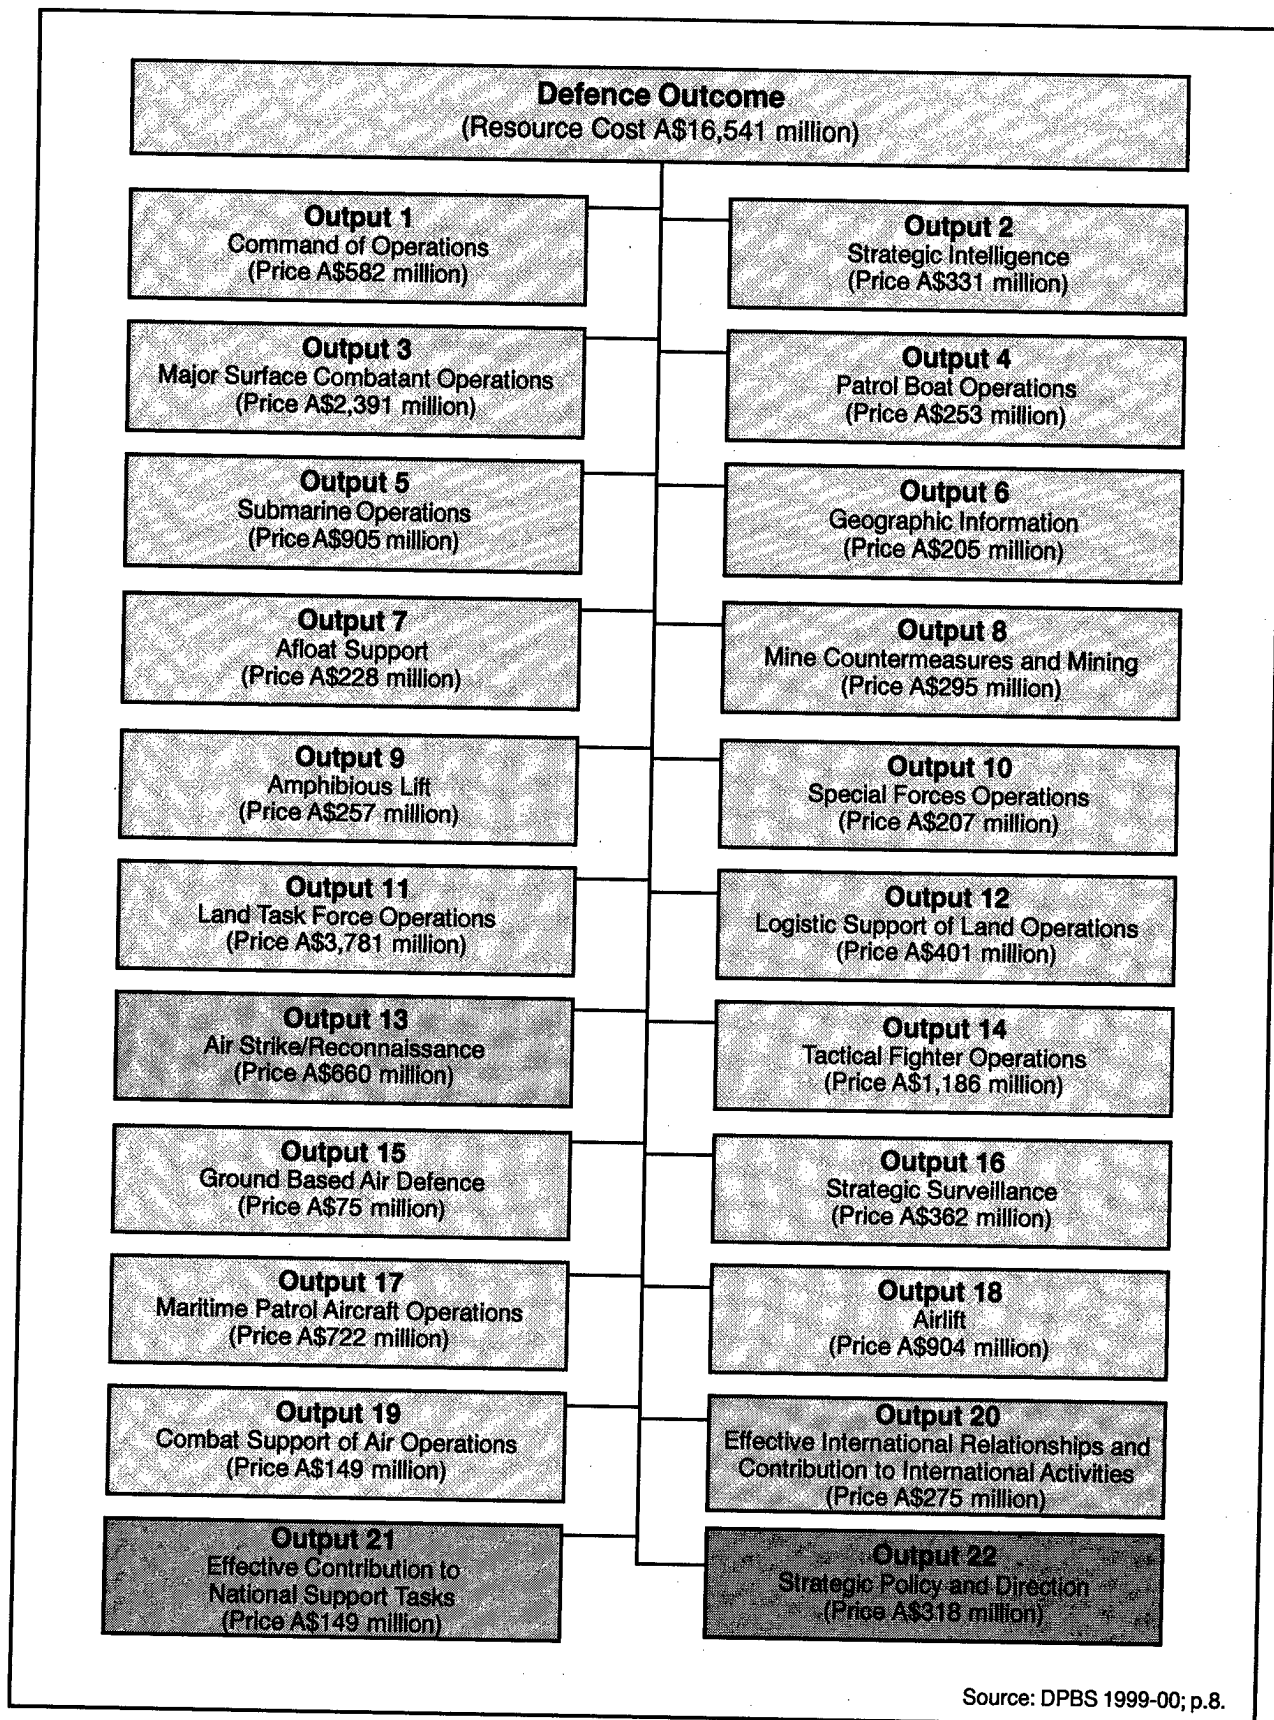 Defence Outcome
(Resource Cost A$16,541 million)
Output 1
Command of Operations
(Price A$582 million)
Output 2
Strategic Intelligence
(Price A$331 million)
Output 3
Major Surface Combatant Operations
(Price A$2,391 million)
Output 4
Patrol Boat Operations
(Price A$253 million)
Output 5
Submarine Operations
(Price A$905 million)
Output 6
Geographic Information
(Price A$205 million)
Output 7
Afloat Support
(Price A$228 million)
Output 8
Mine Countermeasures and Mining
(Price A$295 million)
Output 9
Amphibious Lift
(Price A$257 million)
Output 10
Special Forces Operations
(Price A$207 million)
Output 11
Land Task Force Operations
(Price A$3,781 million)
Output 12
Logistic Support of Land Operations
(Price A$401 million)
Output 13
Air Strike/Reconnaissance
(Price A$660 million)
Output 14
Tactical Fighter Operations
(Price A$1,186 million)
Output 15
Ground Based Air Defence
(Price A$75 million)
Output 16
Strategic Surveillance
(Price A$362 million)
Output 17
Maritime Patrol Aircraft Operations
(Price A$722 million)
Output 18
Airlift
(Price A$904 million)
Output 19
Combat Support of Air Operations
(Price A$149 million)
Output 20
Effective International Relationships and
Contribution to International Activities
(Price A$275 million)
Output 21
Effective Contribution to
National Support Tasks
(Price A$149 million)
Output 22
Strategic Policy and Direction
(Price A$318 million)
Source: DPBS 1999-00; p.8.